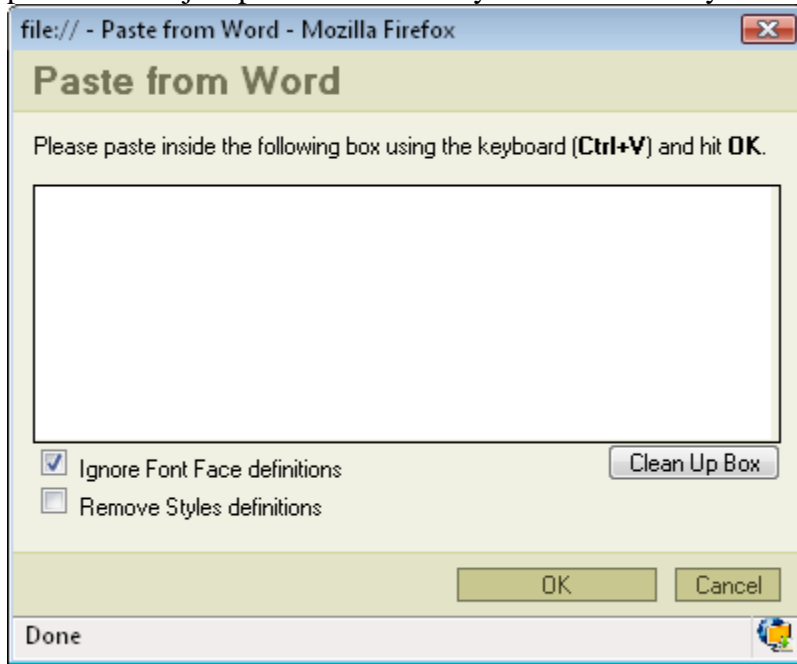 file:// - Paste from Word - Mozilla Firefox
Paste from Word
Please paste inside the following box using the keyboard (Ctrl+V) and hit OK.
Ignore Font Face definitions
Clean Up Box
Remove Styles definitions
OK
Cancel
Done